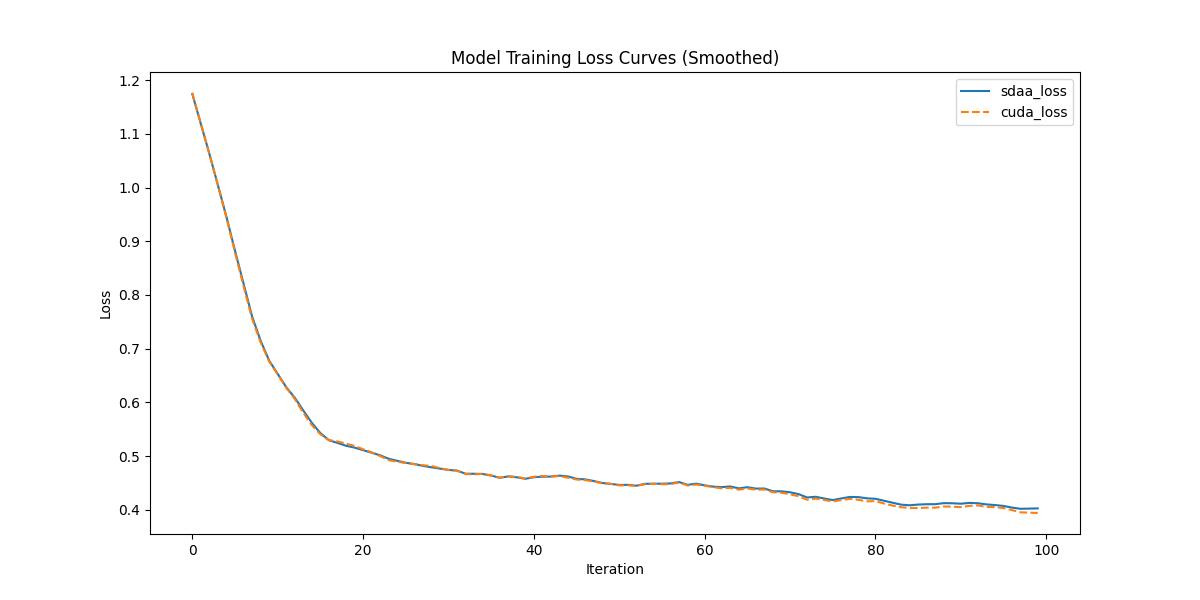 Model Training Loss Curves (Smoothed)
sdaa_loss
cuda_loss
Loss
1.2
1.1
1.0
0.9
0.8
0.7
0.6
0.5
0.4
0 20 40 60 80 100
Iteration